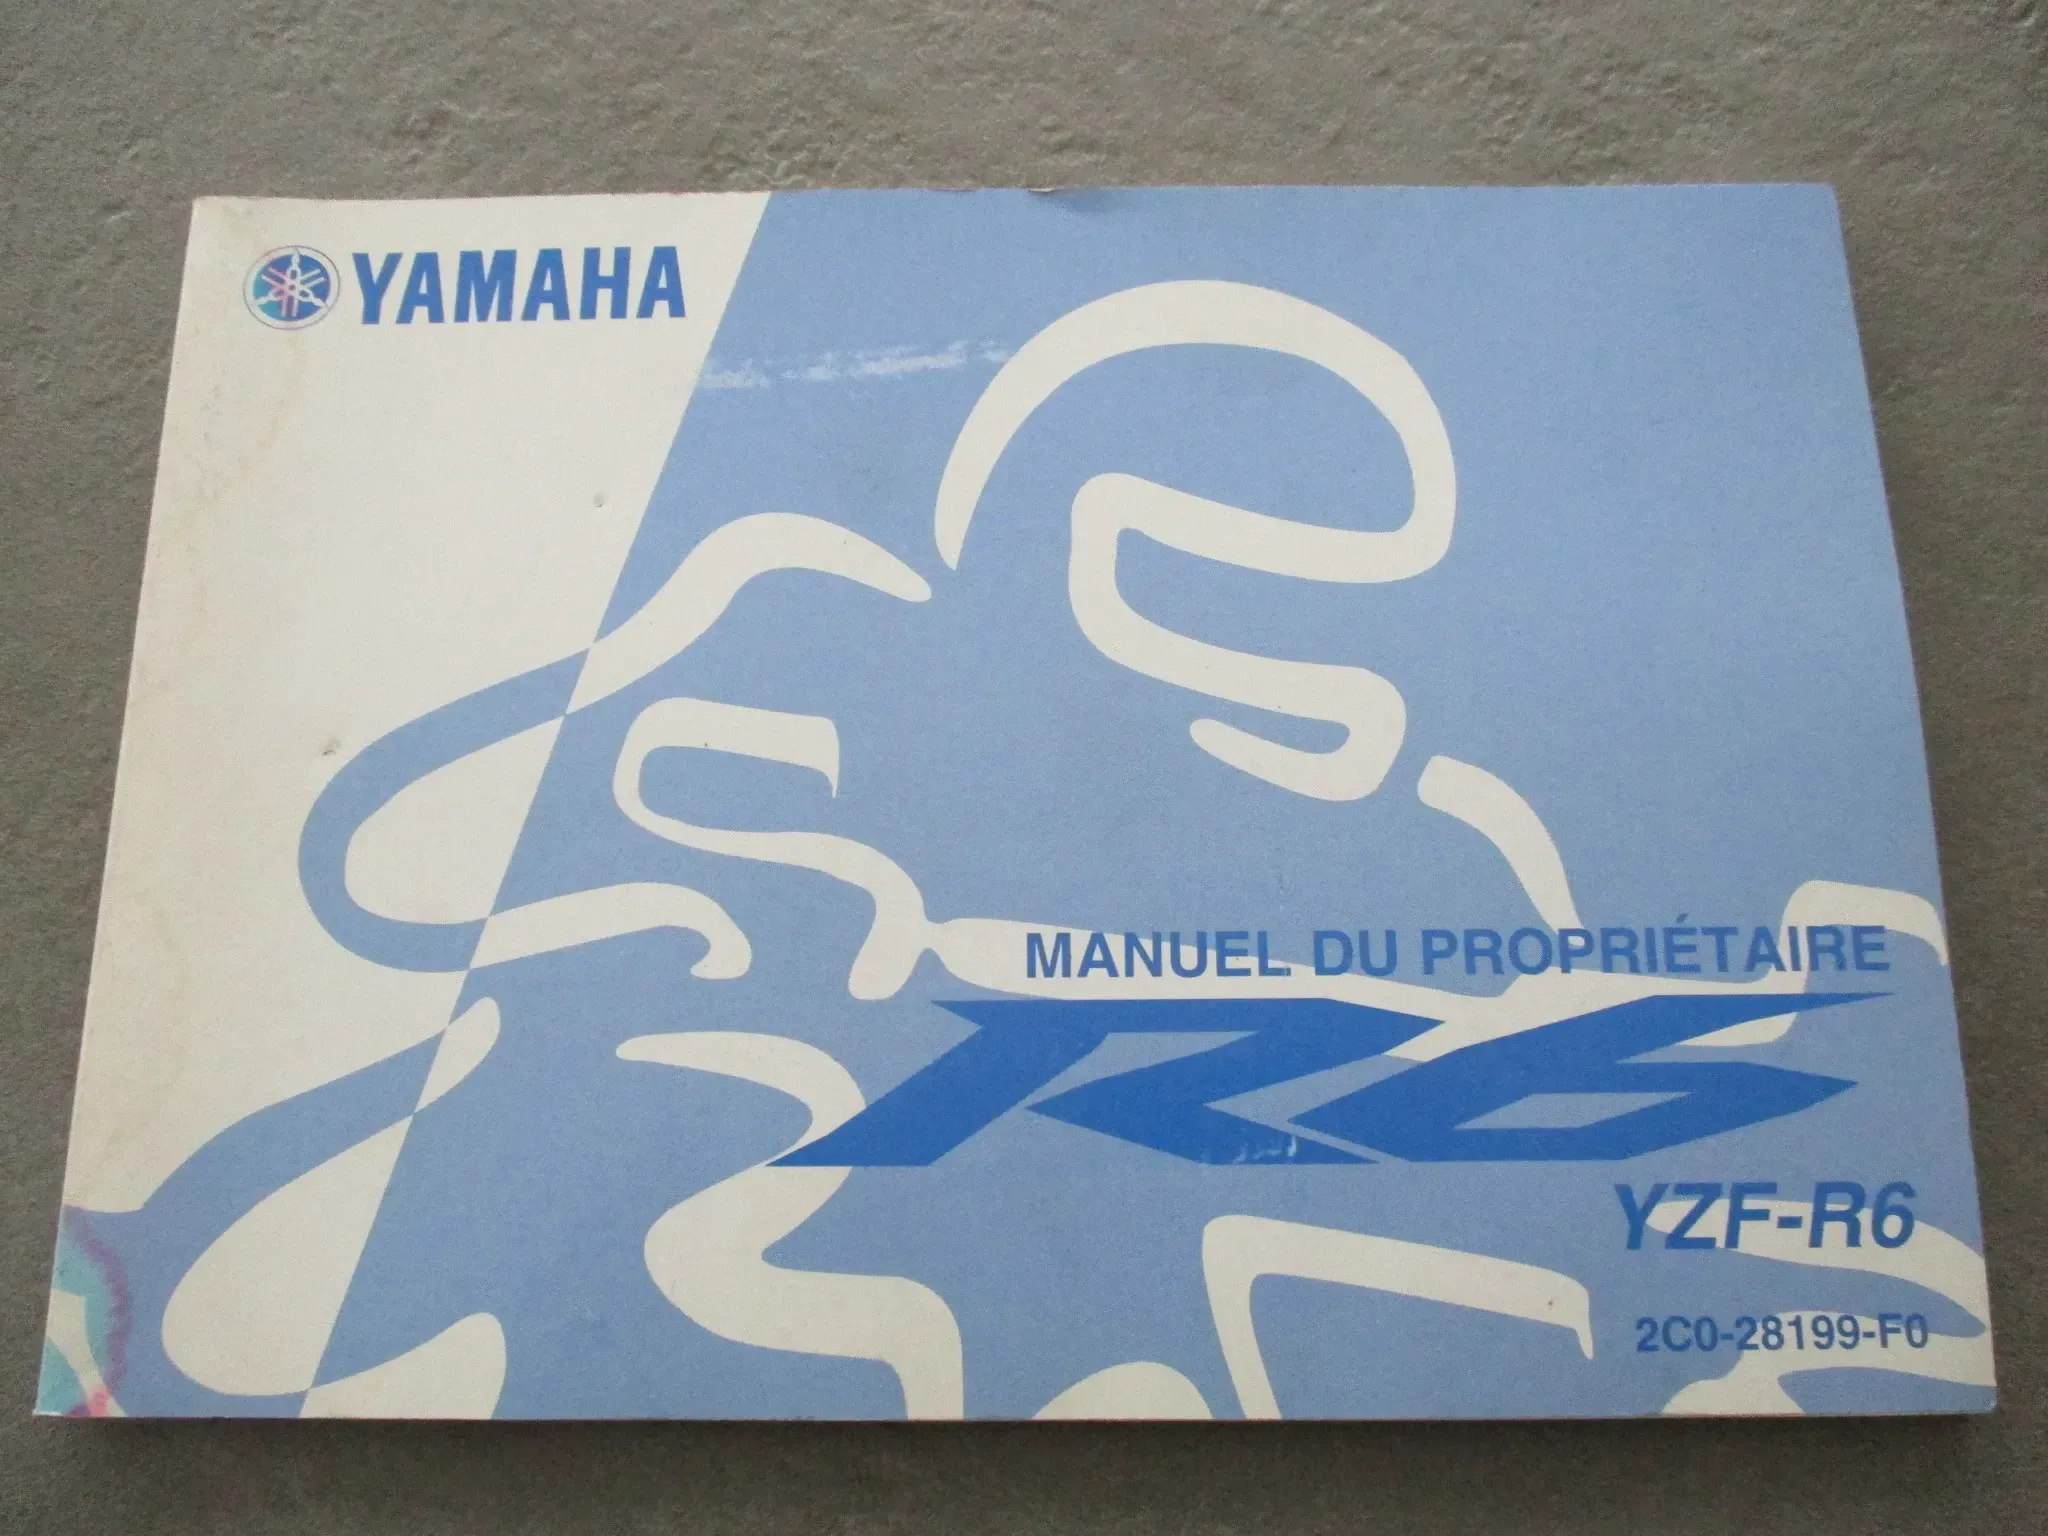 YAMAHA
MANUEL DU PROPRIÉTAIRE
R6
YZF-R6
2C0-28199-F0